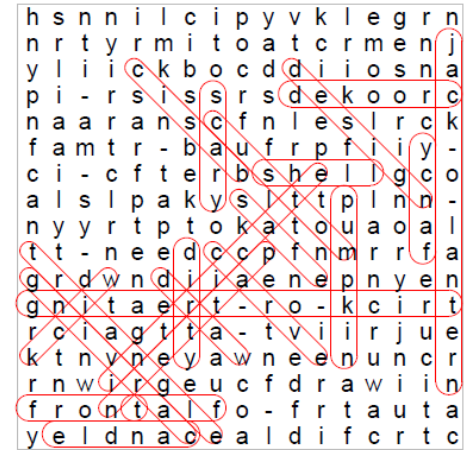 h s n n i l c i p y v k l e g r n
n r t y r m i t o a t c r m e n j
y l i i c k b o c d d i i o s n a
p i - r s i s s r s d e k o o r c
n a a r a n s c f n l e s l r c k
f a m t r - b a u f r p f i i y -
c i - c f t e r b s h e l l g c o
a l s l p a k y s l t t p l n n -
n y y r t p t o k a t o u a o a l
t t - n e e d c c p f n m r r f a
g r d w n d i i a e n e p n y e n
g n i t a e r t - r o - k c i r t
r c i a g t t a - t v i i r j u e
k t n v n e y a w n e e n u n c r
r n w i r g e u c f d r a w i i n
f r o n t a l f o - f r t a u t a
y e l d n a c e a l d i f c r t c